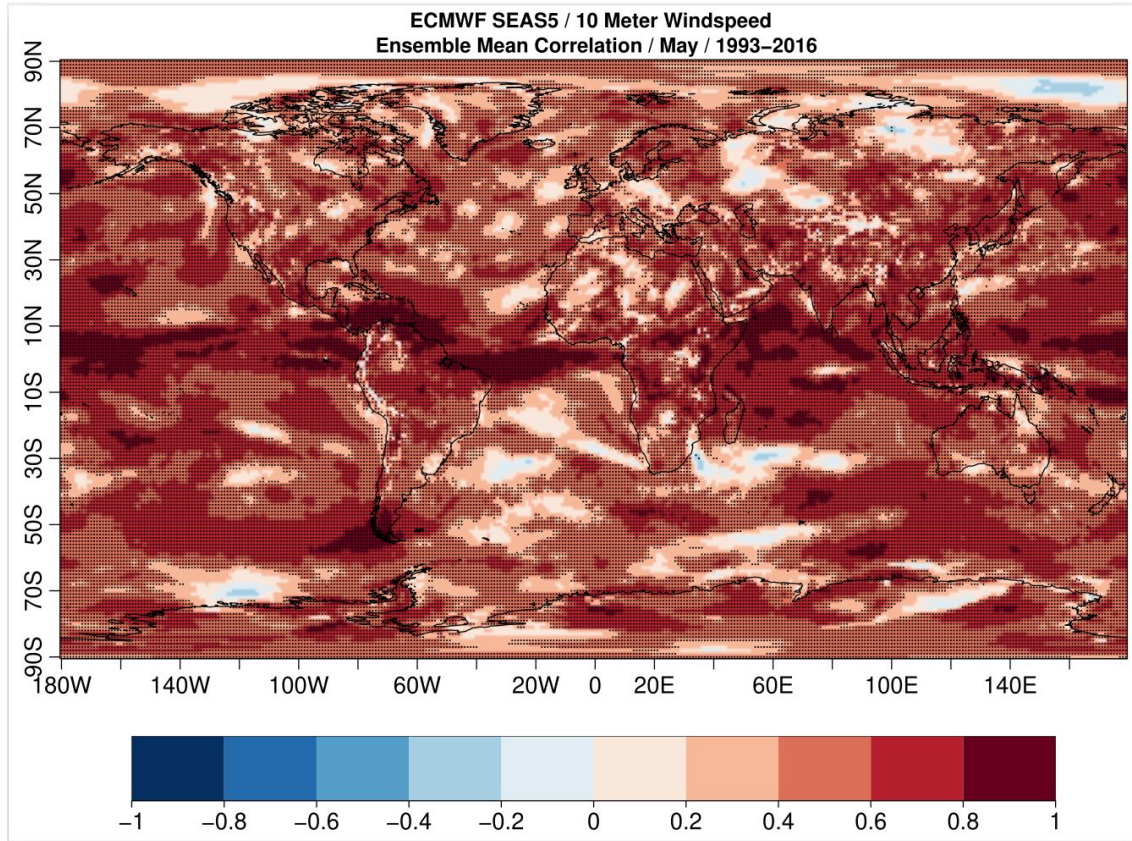 ECMWF SEAS5 / 10 Meter Windspeed
Ensemble Mean Correlation / May / 1993−2016
90N
70N
50N
30N
10N
10S
30S
50S
70S
90S
180W 140W 100W 60W 20W 0 20E 60E 100E 140E
−1 −0.8 −0.6 −0.4 −0.2 0 0.2 0.4 0.6 0.8 1